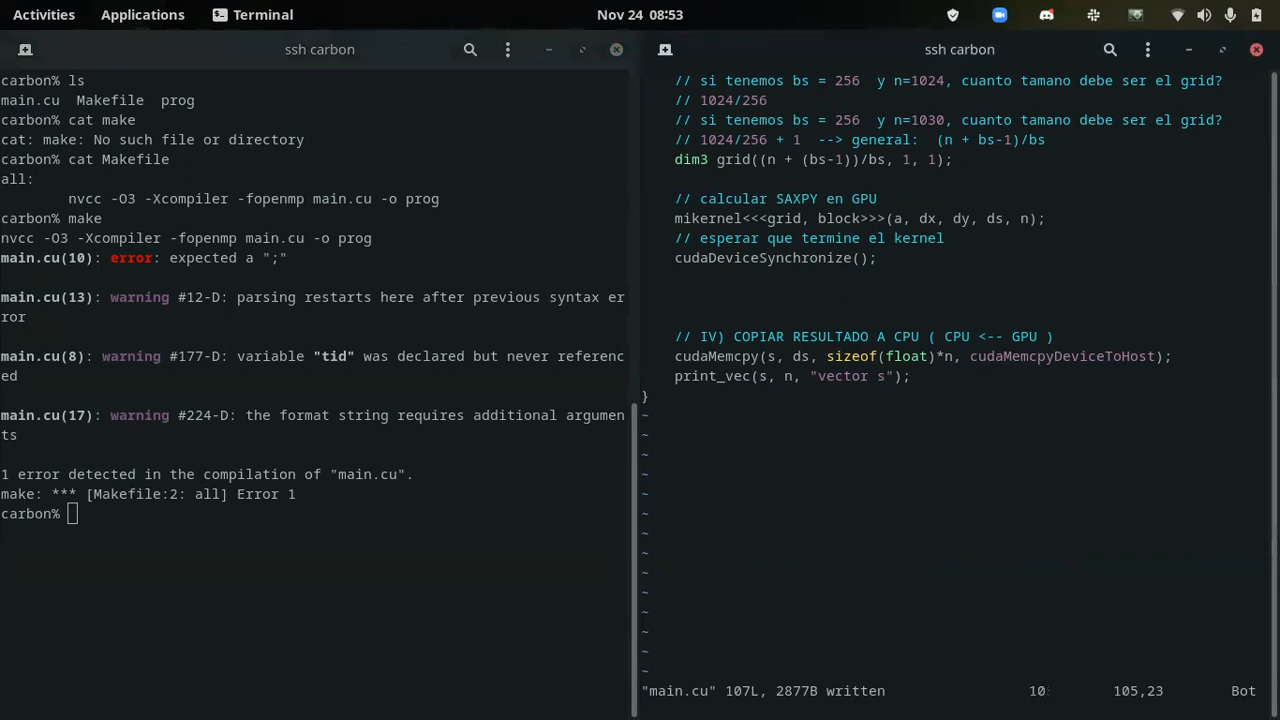 Activities Applications Terminal Nov 24 08:53
ssh carbon
carbon% ls
main.cu  Makefile  prog
carbon% cat make
cat: make: No such file or directory
carbon% cat Makefile
all:
        nvcc -O3 -Xcompiler -fopenmp main.cu -o prog
carbon% make
nvcc -O3 -Xcompiler -fopenmp main.cu -o prog
main.cu(10): error: expected a ";"
main.cu(13): warning #12-D: parsing restarts here after previous syntax er
ror
main.cu(8): warning #177-D: variable "tid" was declared but never referenc
ed
main.cu(17): warning #224-D: the format string requires additional argumen
ts
1 error detected in the compilation of "main.cu".
make: *** [Makefile:2: all] Error 1
carbon%
ssh carbon
// si tenemos bs = 256  y n=1024, cuanto tamano debe ser el grid?
// 1024/256
// si tenemos bs = 256  y n=1030, cuanto tamano debe ser el grid?
// 1024/256 + 1  --> general:  (n + bs-1)/bs
dim3 grid((n + (bs-1))/bs, 1, 1);
// calcular SAXPY en GPU
mikernel<<<grid, block>>>(a, dx, dy, ds, n);
// esperar que termine el kernel
cudaDeviceSynchronize();
// IV) COPIAR RESULTADO A CPU ( CPU <-- GPU )
cudaMemcpy(s, ds, sizeof(float)*n, cudaMemcpyDeviceToHost);
print_vec(s, n, "vector s");
}
~
~
~
~
~
~
~
~
~
~
~
~
~
~
"main.cu" 107L, 2877B written 10: 105,23 Bot